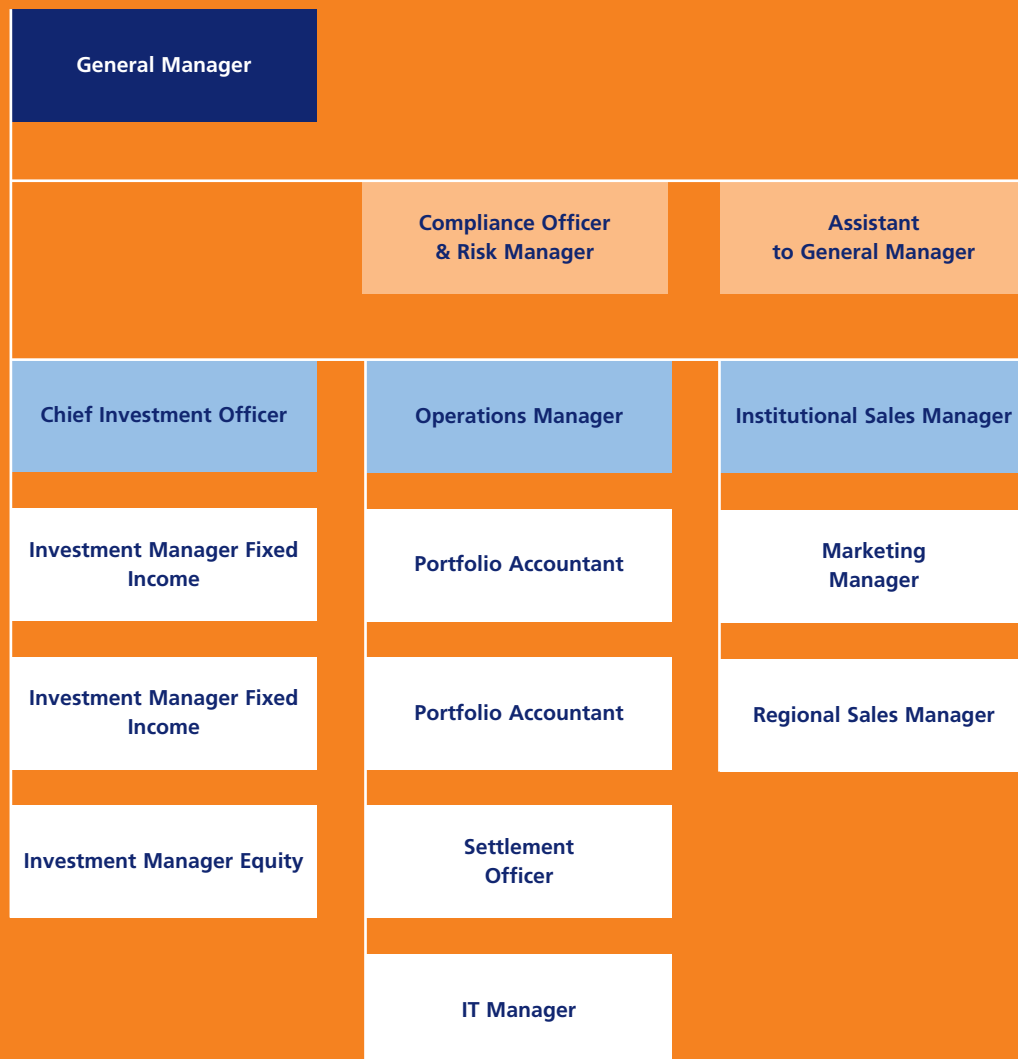 General Manager
Compliance Officer
& Risk Manager
Assistant
to General Manager
Chief Investment Officer
Operations Manager
Institutional Sales Manager
Investment Manager Fixed
Income
Portfolio Accountant
Marketing
Manager
Investment Manager Fixed
Income
Portfolio Accountant
Regional Sales Manager
Investment Manager Equity
Settlement
Officer
IT Manager